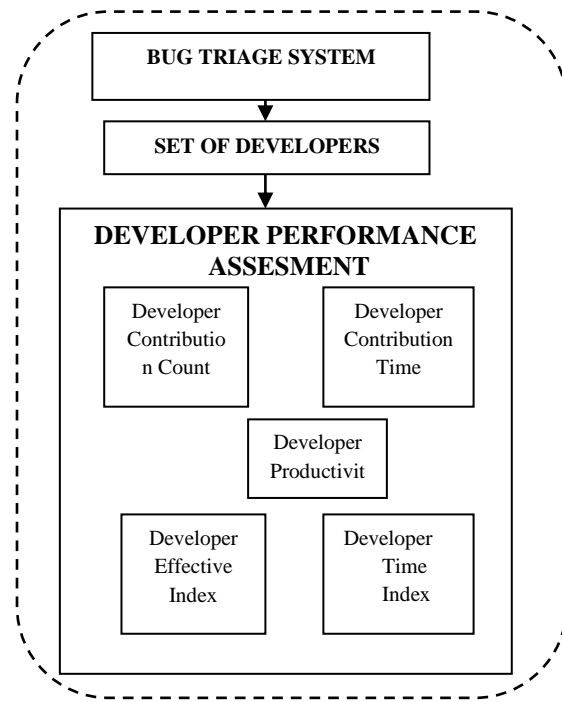 BUG TRIAGE SYSTEM
SET OF DEVELOPERS
DEVELOPER PERFORMANCE
ASSESMENT
Developer
Contributio
n Count
Developer
Contribution
Time
Developer
Productivit
Developer
Effective
Index
Developer
Time
Index